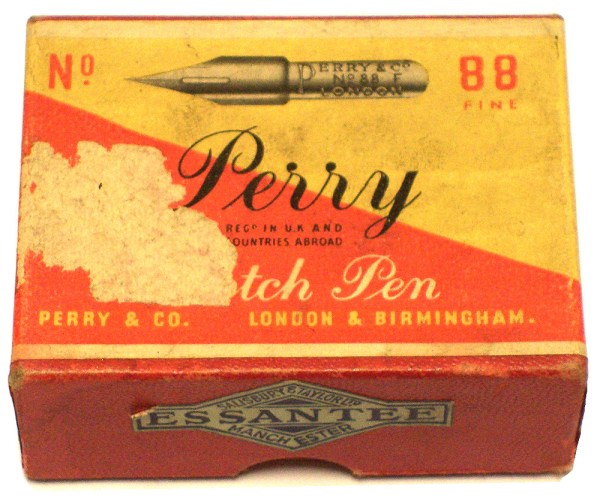 Nº 88
FINE
PERRY & Cº
Nº 88 F
LONDON
Perry
REGD IN U.K AND
OUNTRIES ABROAD
tch Pen
PERRY & CO. LONDON & BIRMINGHAM.
SALISBURY & TAYLOR LTD
ESSANTEE
MANCHESTER